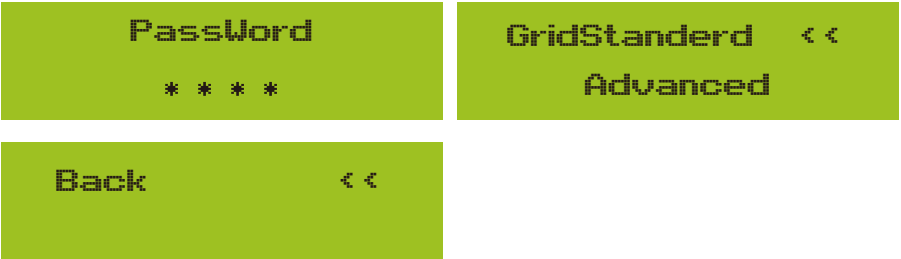 PassWord
* * * *
GridStanderd <<
Advanced
Back <<